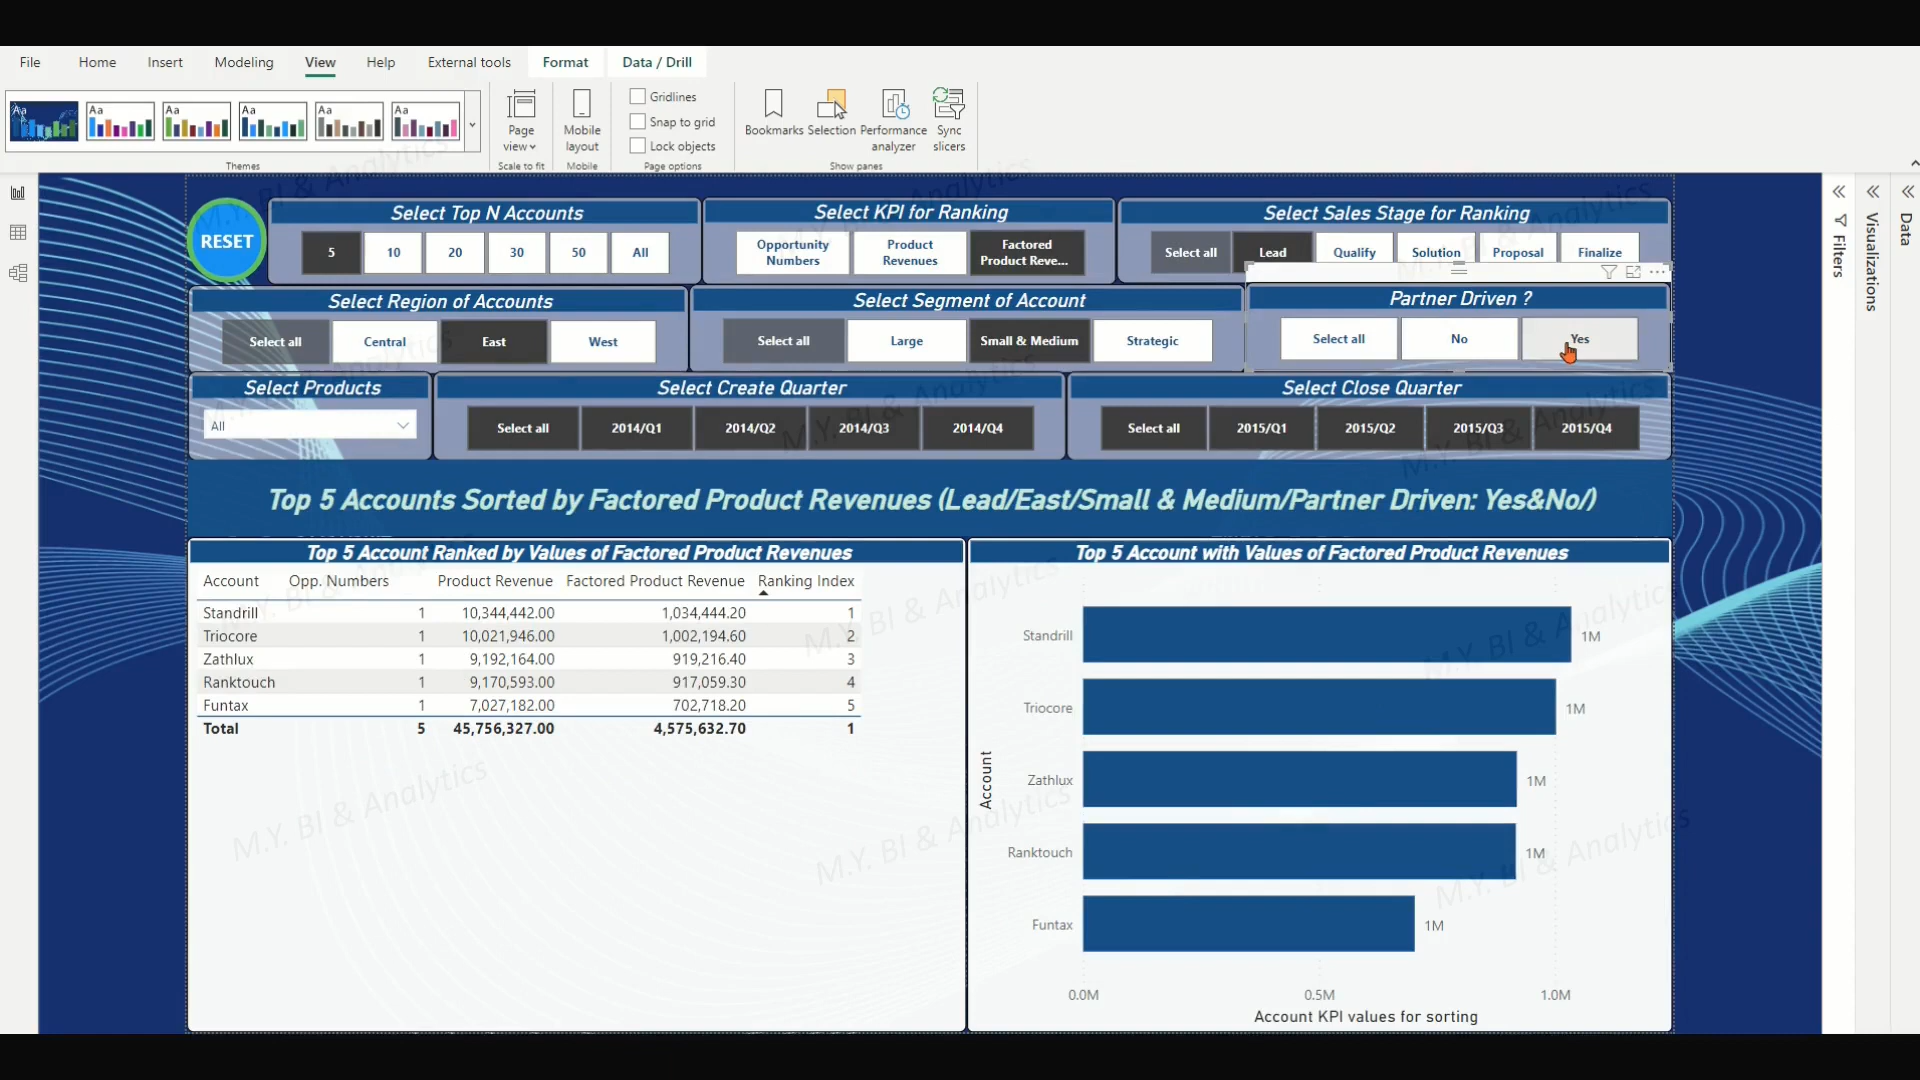 File Home Insert Modeling View Help External tools Format Data / Drill
Aa Aa Aa Aa Aa Aa
Gridlines
Snap to grid
Lock objects
Page view
Mobile layout
Bookmarks Selection Performance analyzer Sync slicers
Themes Scale to fit Mobile Page options Show panes
RESET
Select Top N Accounts
5 10 20 30 50 All
Select KPI for Ranking
Opportunity Numbers
Product Revenues
Factored Product Reve...
Select Sales Stage for Ranking
Select all Lead Qualify Solution Proposal Finalize
Select Region of Accounts
Select all Central East West
Select Segment of Account
Select all Large Small & Medium Strategic
Partner Driven ?
Select all No Yes
Select Products
All
Select Create Quarter
Select all 2014/Q1 2014/Q2 2014/Q3 2014/Q4
Select Close Quarter
Select all 2015/Q1 2015/Q2 2015/Q3 2015/Q4
Top 5 Accounts Sorted by Factored Product Revenues (Lead/East/Small & Medium/Partner Driven: Yes&No/)
Top 5 Account Ranked by Values of Factored Product Revenues
Account Opp. Numbers Product Revenue Factored Product Revenue Ranking Index
Standrill 1 10,344,442.00 1,034,444.20 1
Triocore 1 10,021,946.00 1,002,194.60 2
Zathlux 1 9,192,164.00 919,216.40 3
Ranktouch 1 9,170,593.00 917,059.30 4
Funtax 1 7,027,182.00 702,718.20 5
Total 5 45,756,327.00 4,575,632.70 1
Top 5 Account with Values of Factored Product Revenues
Account
Standrill 1M
Triocore 1M
Zathlux 1M
Ranktouch 1M
Funtax 1M
0.0M 0.5M 1.0M
Account KPI values for sorting
Filters
Visualizations
Data
M.Y. BI & Analytics
M.Y. BI & Analytics
M.Y. BI & Analytics